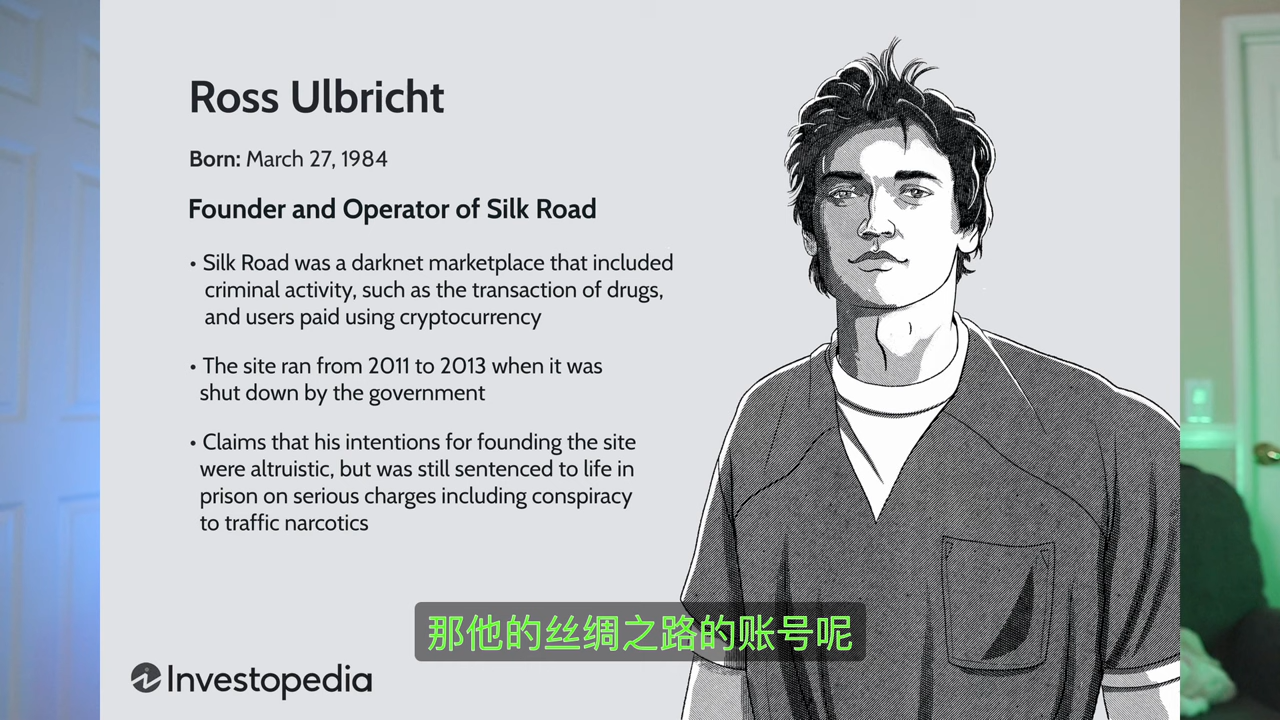 Ross Ulbricht
Born: March 27, 1984
Founder and Operator of Silk Road
• Silk Road was a darknet marketplace that included
criminal activity, such as the transaction of drugs,
and users paid using cryptocurrency
• The site ran from 2011 to 2013 when it was
shut down by the government
• Claims that his intentions for founding the site
were altruistic, but was still sentenced to life in
prison on serious charges including conspiracy
to traffic narcotics
那他的丝绸之路的账号呢
Investopedia